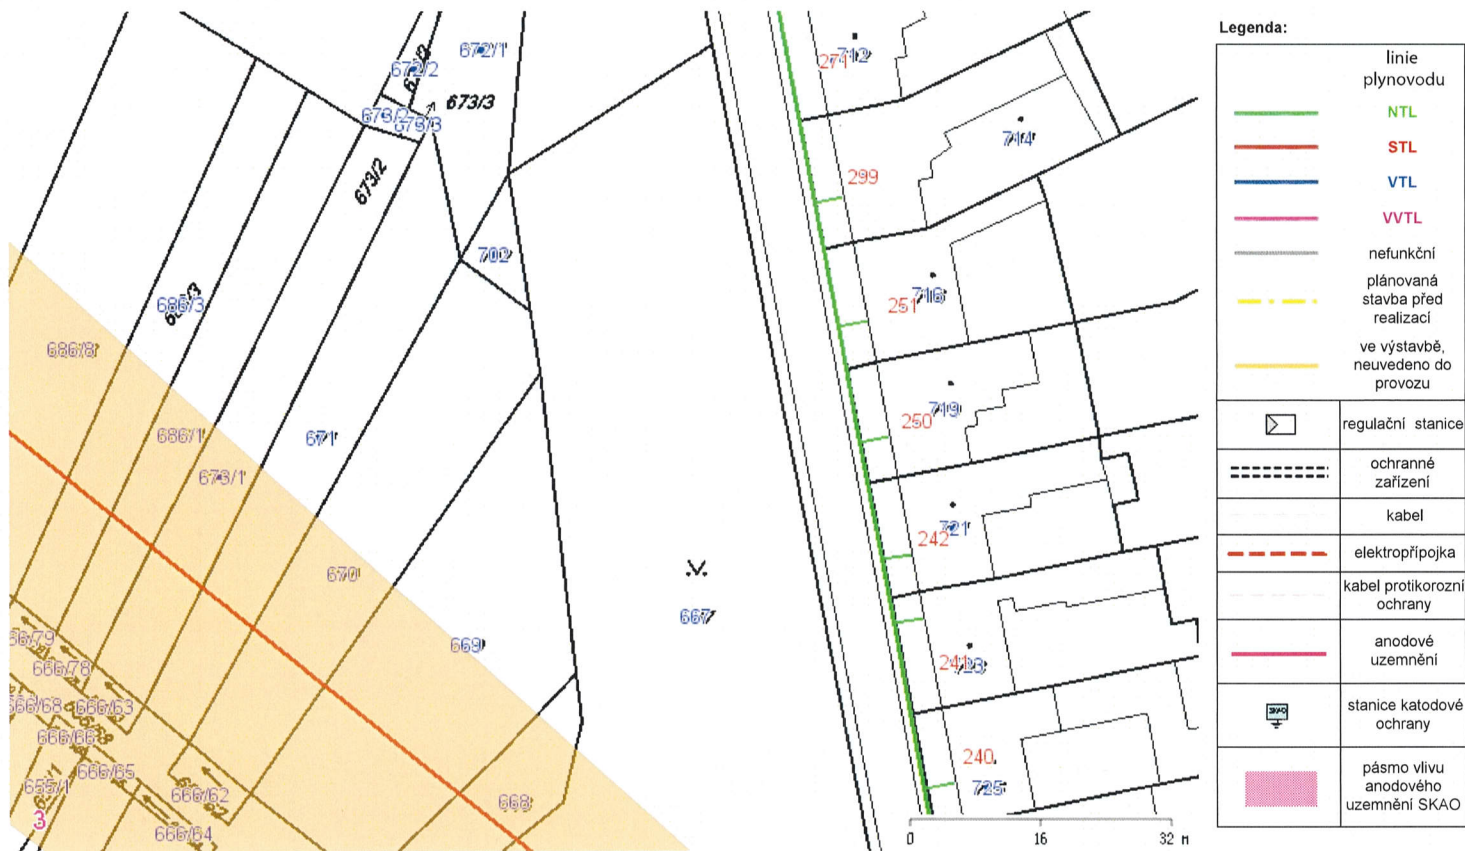 672/1
672/2
673/3
673/2
673/3
673/2
702
686/3
686/8
686/1
671
673/1
670
669
667
668
666/78
666/68
666/63
666/66
666/65
666/62
666/64
655/1
3
271
712
714
299
251
718
250
719
242
721
241
723
240
725
0 16 32 M
Legenda:
linie
plynovodu
NTL
STL
VTL
VVTL
nefunkční
plánovaná
stavba před
realizací
ve výstavbě,
neuvedeno do
provozu
regulační stanice
ochranné
zařízení
kabel
elektropřípojka
kabel protikorozní
ochrany
anodové
uzemnění
SKAO
stanice katodové
ochrany
pásmo vlivu
anodového
uzemnění SKAO